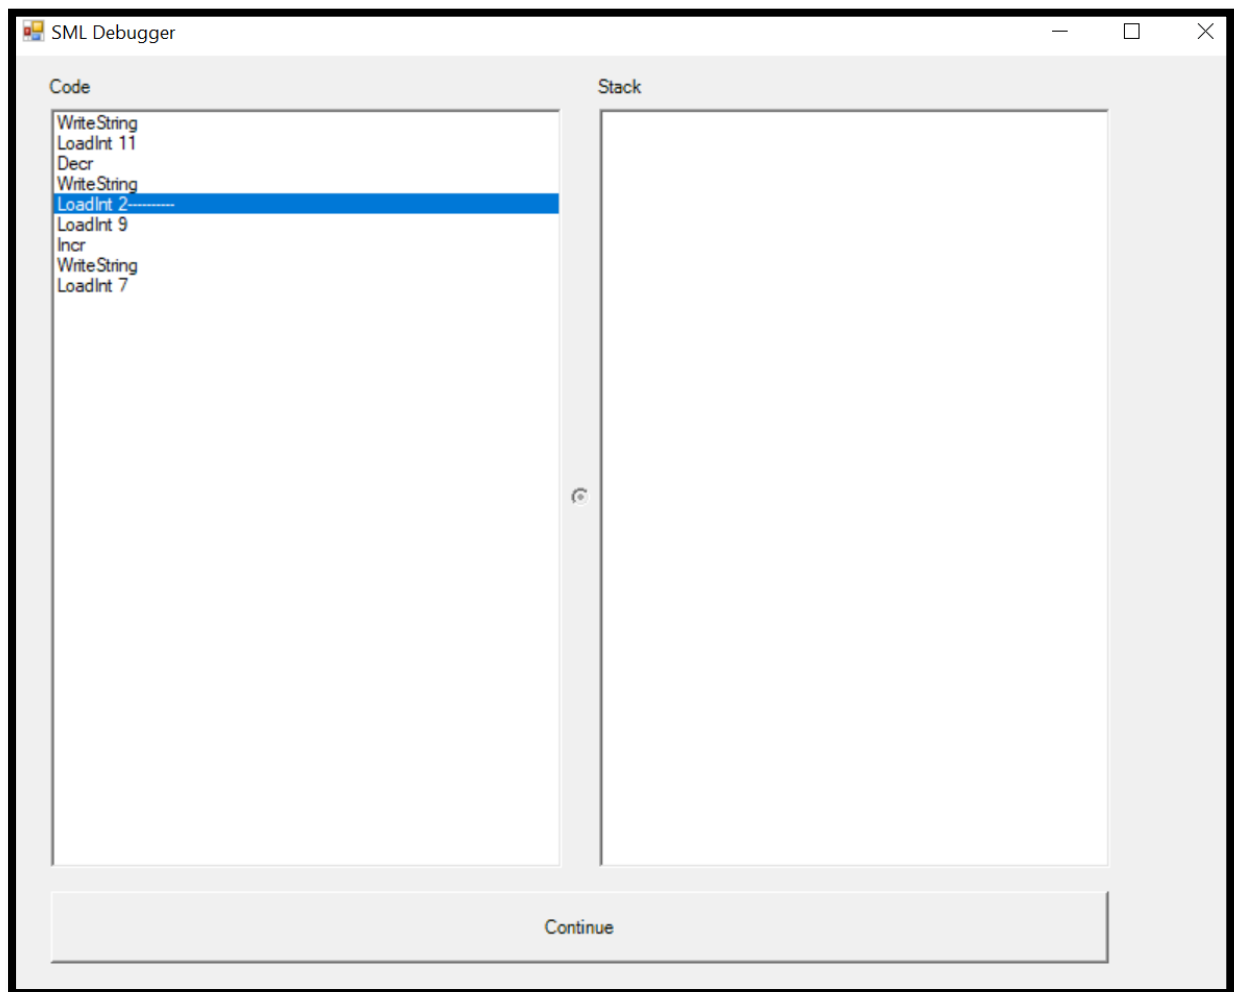 SML Debugger
Code
Stack
WriteString
LoadInt 11
Decr
WriteString
LoadInt 2----------
LoadInt 9
Incr
WriteString
LoadInt 7
Continue